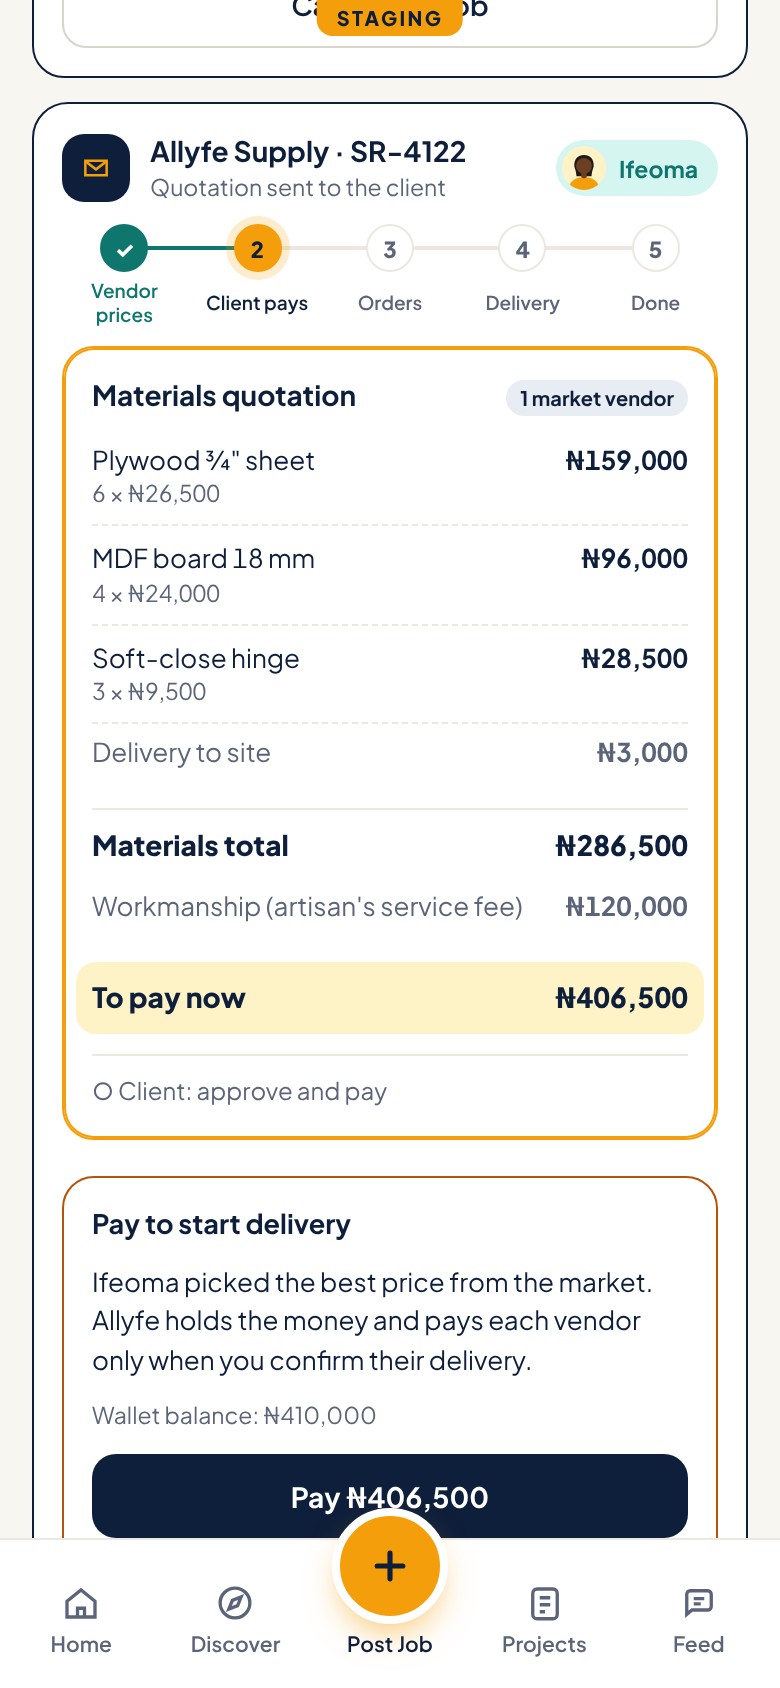 STAGING
Allyfe Supply · SR-4122
Quotation sent to the client
Ifeoma
2
3
4
5
Vendor
prices
Client pays
Orders
Delivery
Done
Materials quotation
1 market vendor
Plywood ¾" sheet
₦159,000
6 × ₦26,500
MDF board 18 mm
₦96,000
4 × ₦24,000
Soft-close hinge
₦28,500
3 × ₦9,500
Delivery to site
₦3,000
Materials total
₦286,500
Workmanship (artisan's service fee)
₦120,000
To pay now
₦406,500
O Client: approve and pay
Pay to start delivery
Ifeoma picked the best price from the market.
Allyfe holds the money and pays each vendor
only when you confirm their delivery.
Wallet balance: ₦410,000
Pay ₦406,500
Home
Discover
Post Job
Projects
Feed